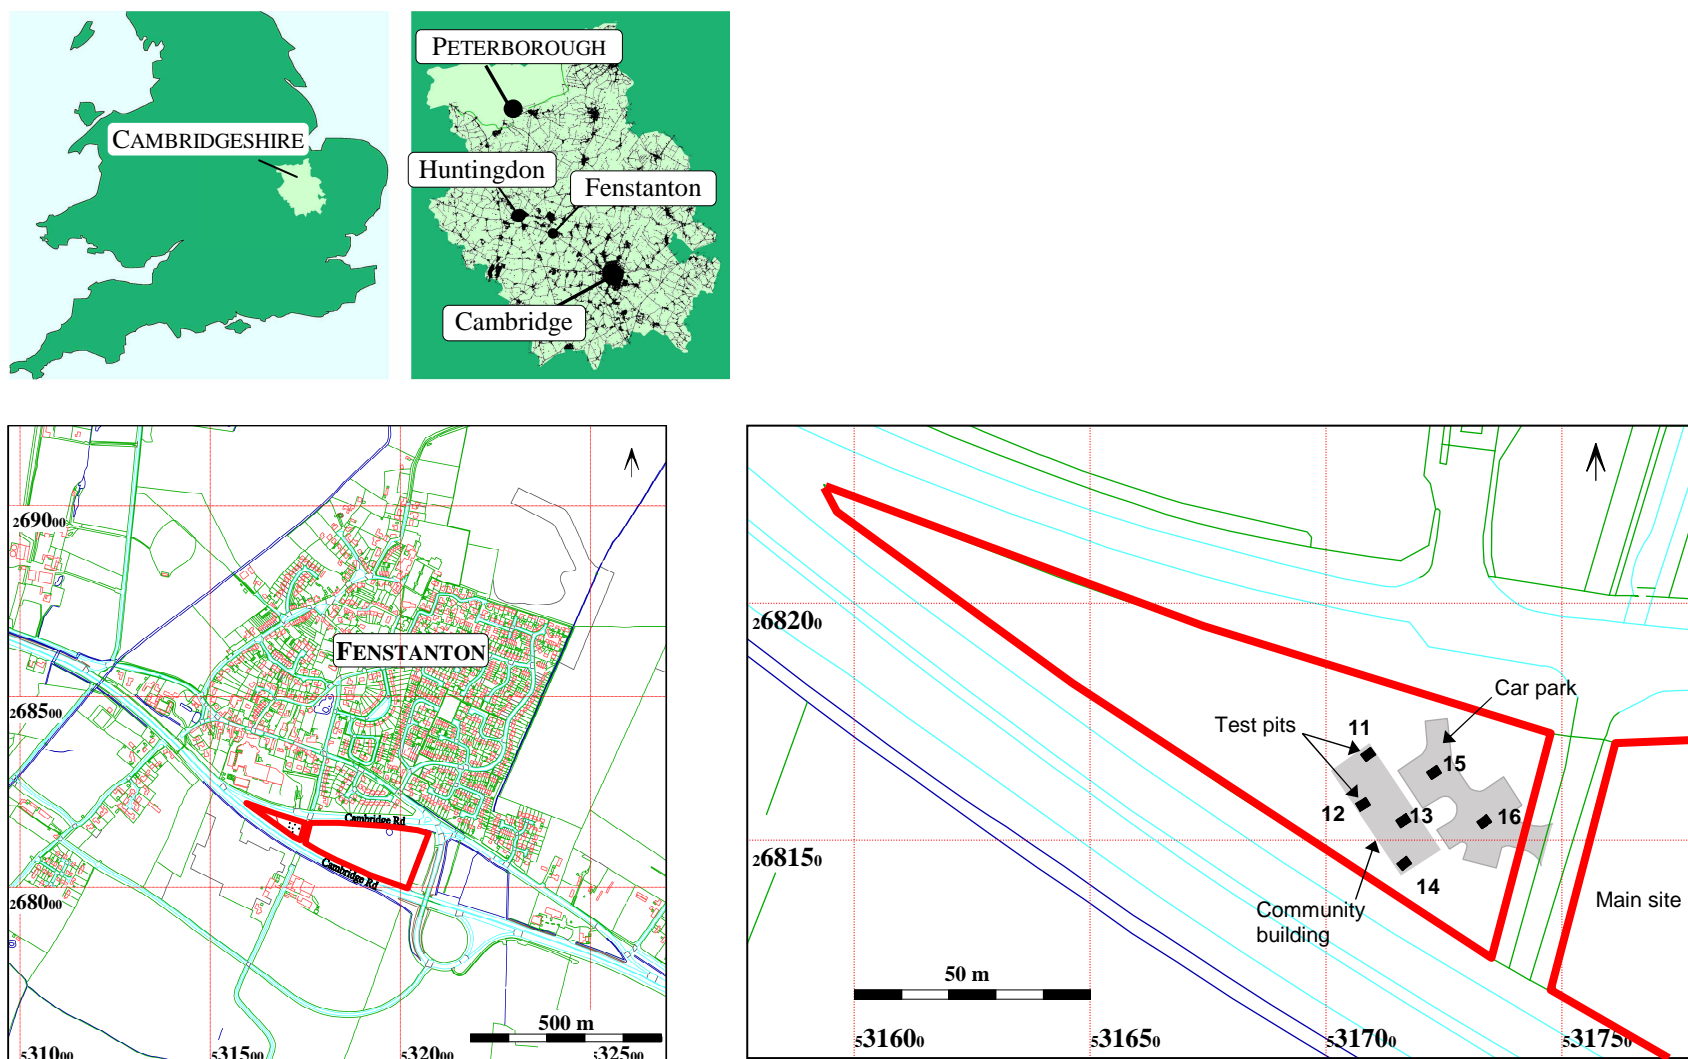 PETERBOROUGH
CAMBRIDGESHIRE
Huntingdon
Fenstanton
Cambridge
269000
FENSTANTON
268500
Cambridge Rd
Cambridge Rd
268000
500 m
531000
531500
532000
532500
268200
Car park
Test pits
11
15
12
13
16
268150
14
Community
building
Main site
50 m
531600
531650
531700
531750